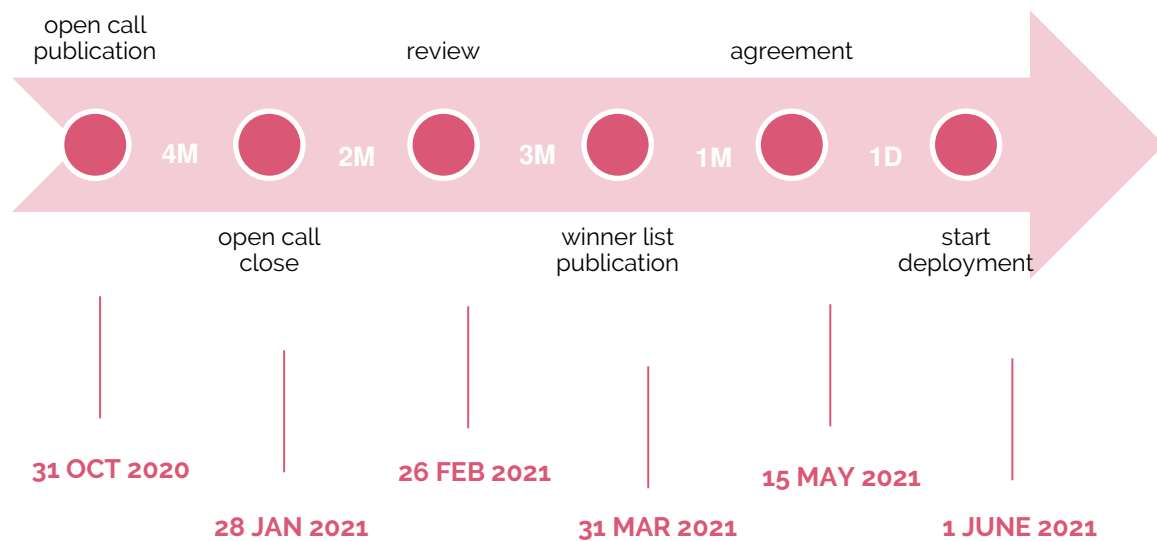 open call
publication
review
agreement
4M
2M
3M
1M
1D
open call
close
winner list
publication
start
deployment
31 OCT 2020
26 FEB 2021
15 MAY 2021
28 JAN 2021
31 MAR 2021
1 JUNE 2021